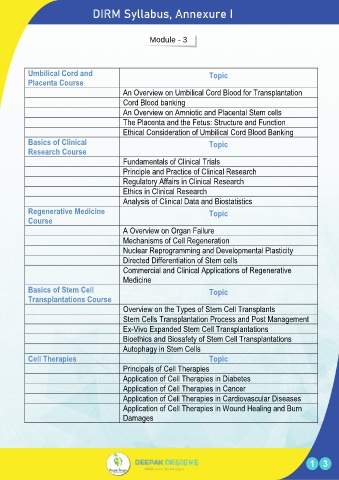 DIRM Syllabus, Annexure I
Module - 3
Umbilical Cord and
Placenta Course
Topic
An Overview on Umbilical Cord Blood for Transplantation
Cord Blood banking
An Overview on Amniotic and Placental Stem cells
The Placenta and the Fetus: Structure and Function
Ethical Consideration of Umbilical Cord Blood Banking
Basics of Clinical
Research Course
Topic
Fundamentals of Clinical Trials
Principle and Practice of Clinical Research
Regulatory Affairs in Clinical Research
Ethics in Clinical Research
Analysis of Clinical Data and Biostatistics
Regenerative Medicine
Course
Topic
A Overview on Organ Failure
Mechanisms of Cell Regeneration
Nuclear Reprogramming and Developmental Plasticity
Directed Differentiation of Stem cells
Commercial and Clinical Applications of Regenerative
Medicine
Basics of Stem Cell
Transplantations Course
Topic
Overview on the Types of Stem Cell Transplants
Stem Cells Transplantation Process and Post Management
Ex-Vivo Expanded Stem Cell Transplantations
Bioethics and Biosafety of Stem Cell Transplantations
Autophagy in Stem Cells
Cell Therapies
Topic
Principals of Cell Therapies
Application of Cell Therapies in Diabetes
Application of Cell Therapies in Cancer
Application of Cell Therapies in Cardiovascular Diseases
Application of Cell Therapies in Wound Healing and Burn
Damages
DEEPAK DESIGNS
1 3